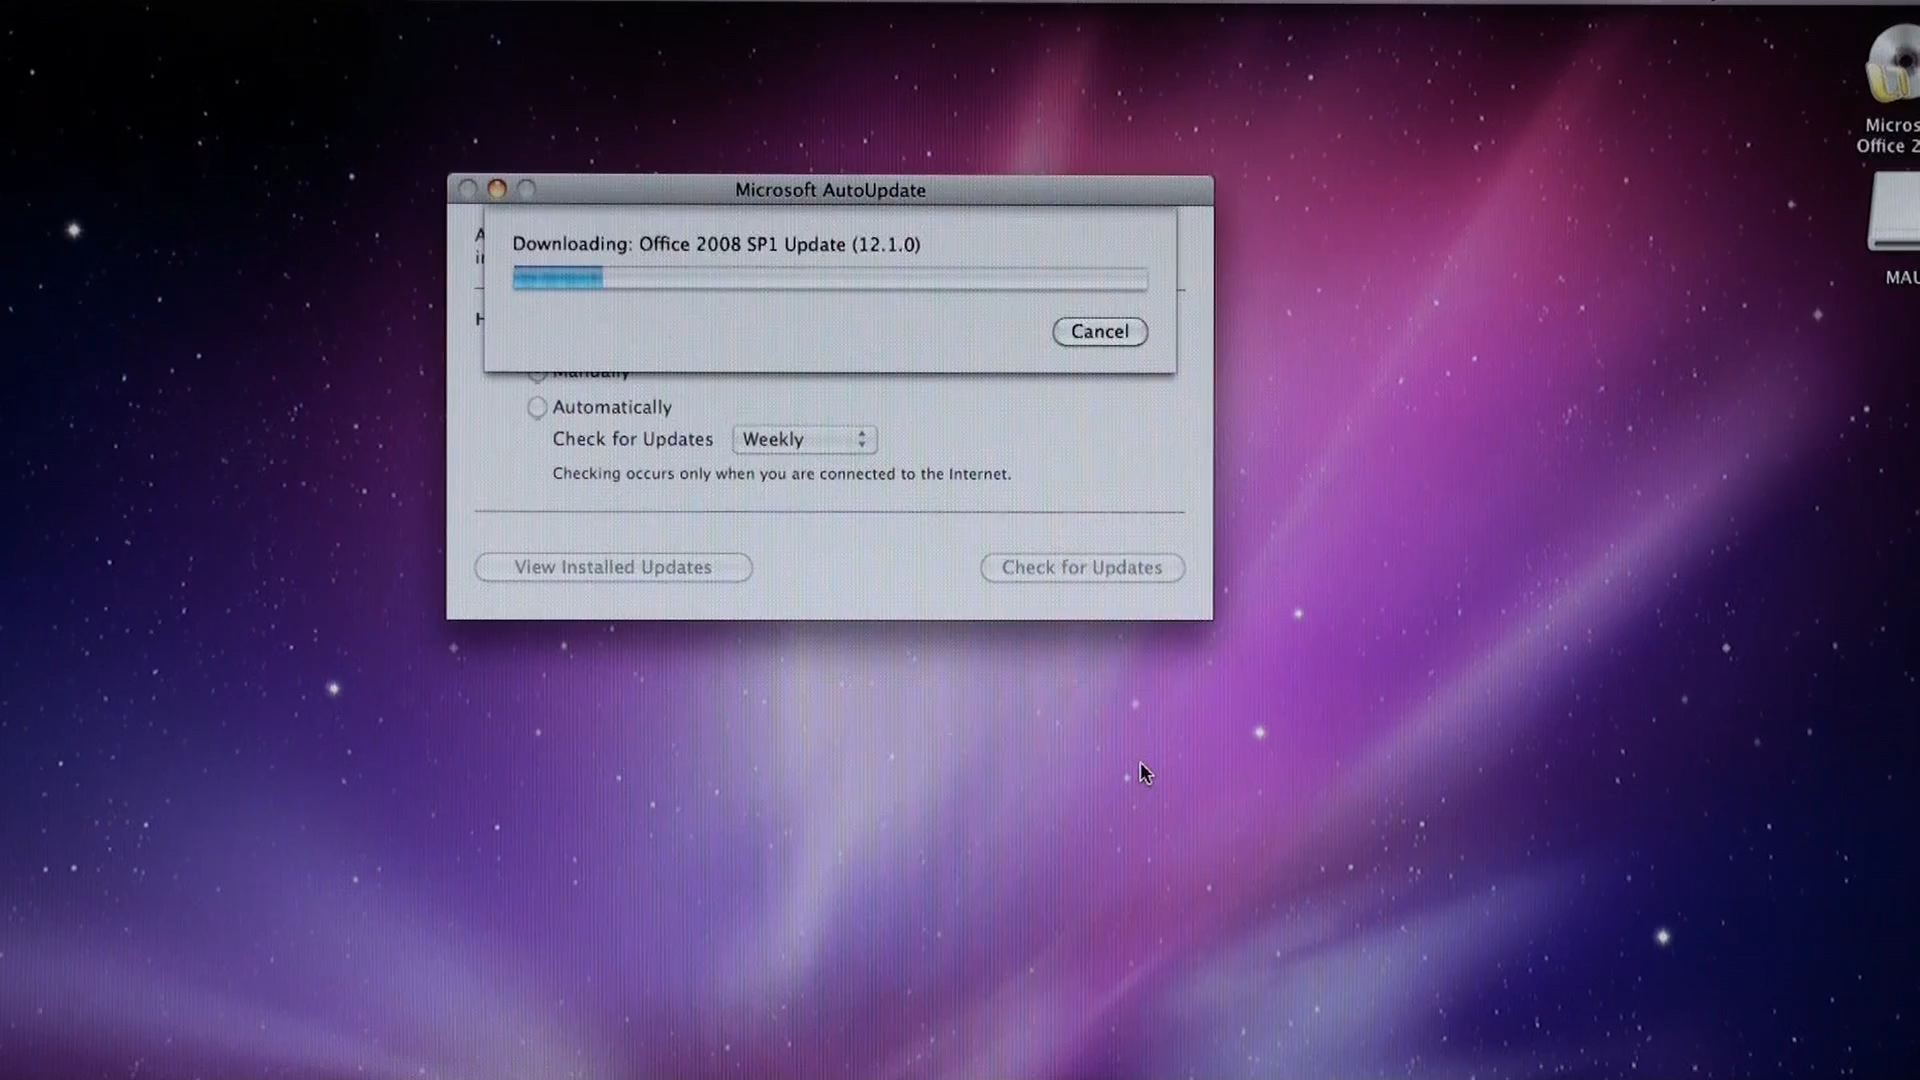 Microsoft AutoUpdate
Downloading: Office 2008 SP1 Update (12.1.0)
Cancel
Manually
Automatically
Check for Updates Weekly
Checking occurs only when you are connected to the Internet.
View Installed Updates Check for Updates
Micros
Office 2
MAU